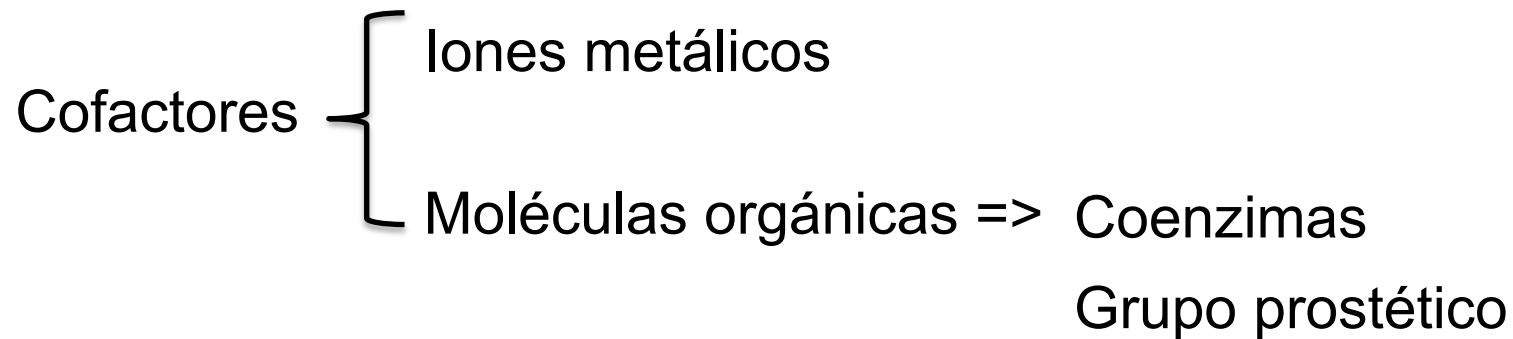 Iones metálicos
Cofactores
Moléculas orgánicas => Coenzimas
Grupo prostético